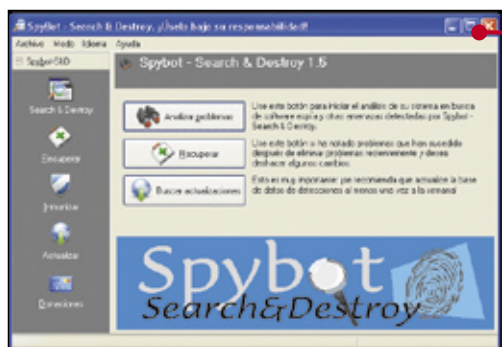 SpyBot - Search & Destroy, ¡Úselo bajo su responsabilidad!
Archivo Modo Idioma Ayuda
Spybot-S&D
Spybot - Search & Destroy 1.5
Search & Destroy
Recuperar
Inmunizar
Actualizar
Donaciones
Analizar problemas
Use este botón para iniciar el análisis de su sistema en busca
de software espía y otras amenazas detectadas por Spybot -
Search & Destroy.
Recuperar
Use este botón si ha notado problemas que han sucedido
después de eliminar problemas recientemente y desea
deshacer algunos cambios.
Buscar actualizaciones
Esto es muy importante: ¡se recomienda que actualice la base
de datos de detecciones al menos una vez a la semana!
Spybot
Search&Destroy